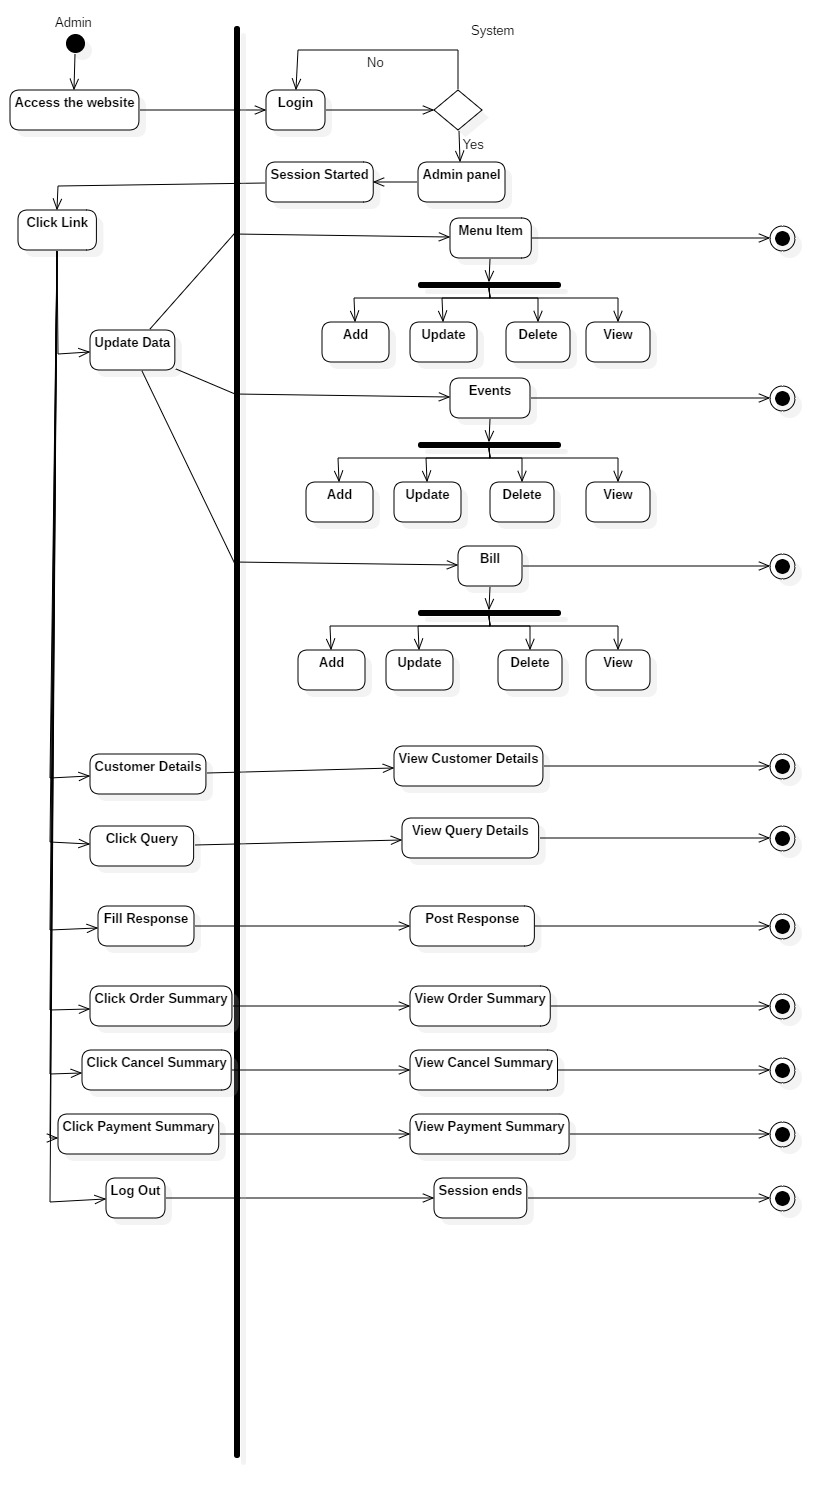 Admin
System
No
Access the website
Login
Yes
Session Started
Admin panel
Click Link
Menu Item
Update Data
Add
Update
Delete
View
Events
Add
Update
Delete
View
Bill
Add
Update
Delete
View
Customer Details
View Customer Details
Click Query
View Query Details
Fill Response
Post Response
Click Order Summary
View Order Summary
Click Cancel Summary
View Cancel Summary
Click Payment Summary
View Payment Summary
Log Out
Session ends